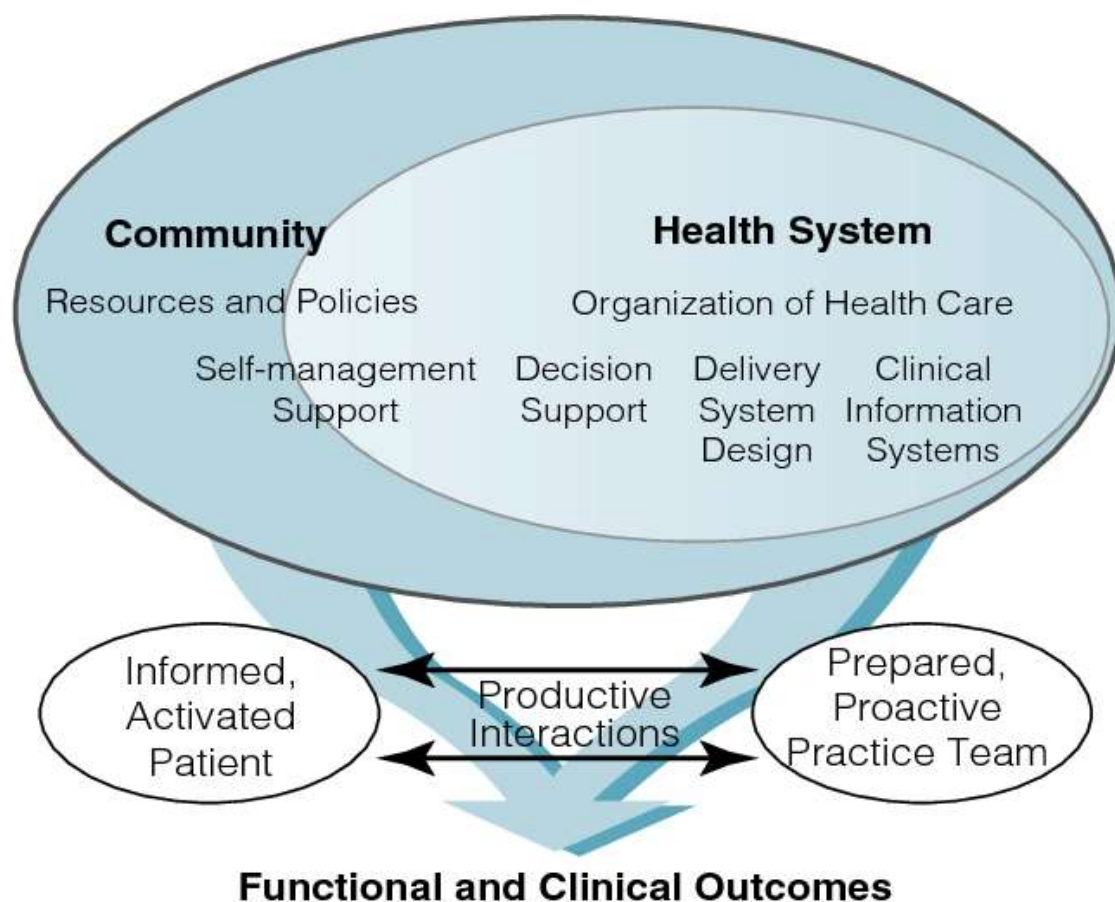 Community
Health System
Resources and Policies
Organization of Health Care
Self-management
Support
Decision
Support
Delivery
System
Design
Clinical
Information
Systems
Informed,
Activated
Patient
Productive
Interactions
Prepared,
Proactive
Practice Team
Functional and Clinical Outcomes